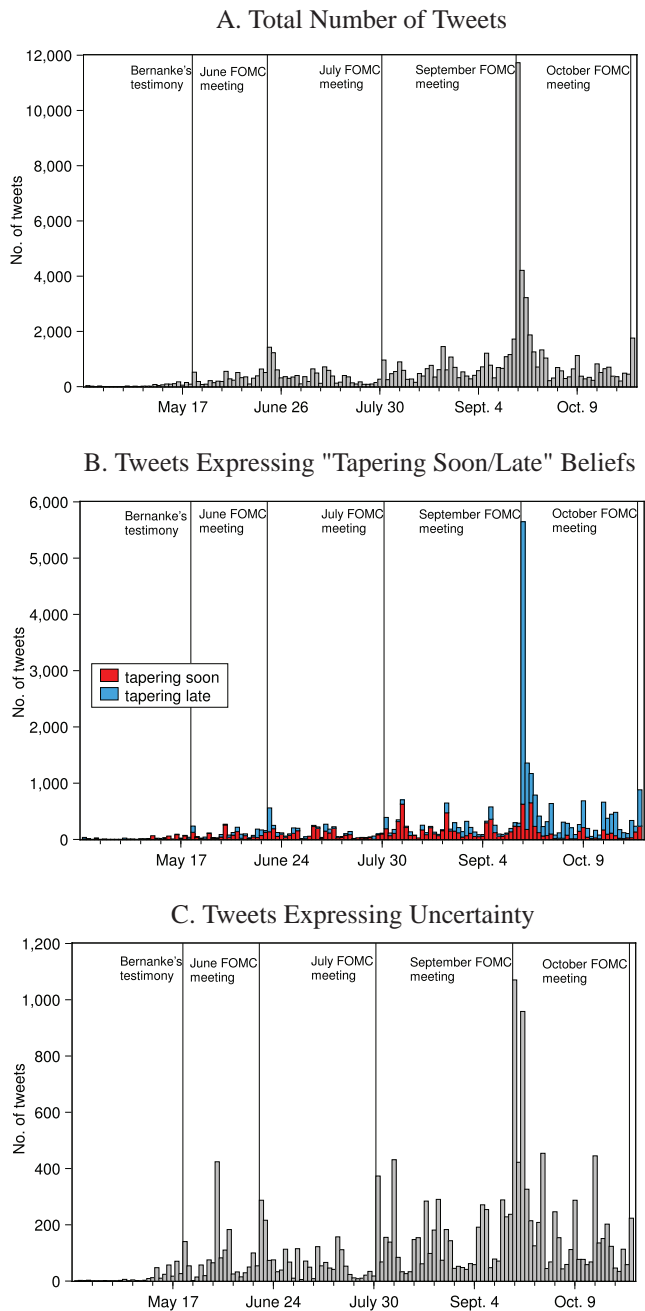 A. Total Number of Tweets
12,000
10,000
8,000
6,000
4,000
2,000
0
No. of tweets
Bernanke's
testimony
June FOMC
meeting
July FOMC
meeting
September FOMC
meeting
October FOMC
meeting
May 17
June 26
July 30
Sept. 4
Oct. 9
B. Tweets Expressing "Tapering Soon/Late" Beliefs
6,000
5,000
4,000
3,000
2,000
1,000
0
No. of tweets
Bernanke's
testimony
June FOMC
meeting
July FOMC
meeting
September FOMC
meeting
October FOMC
meeting
tapering soon
tapering late
May 17
June 24
July 30
Sept. 4
Oct. 9
C. Tweets Expressing Uncertainty
1,200
1,000
800
600
400
200
0
No. of tweets
Bernanke's
testimony
June FOMC
meeting
July FOMC
meeting
September FOMC
meeting
October FOMC
meeting
May 17
June 24
July 30
Sept. 4
Oct. 9